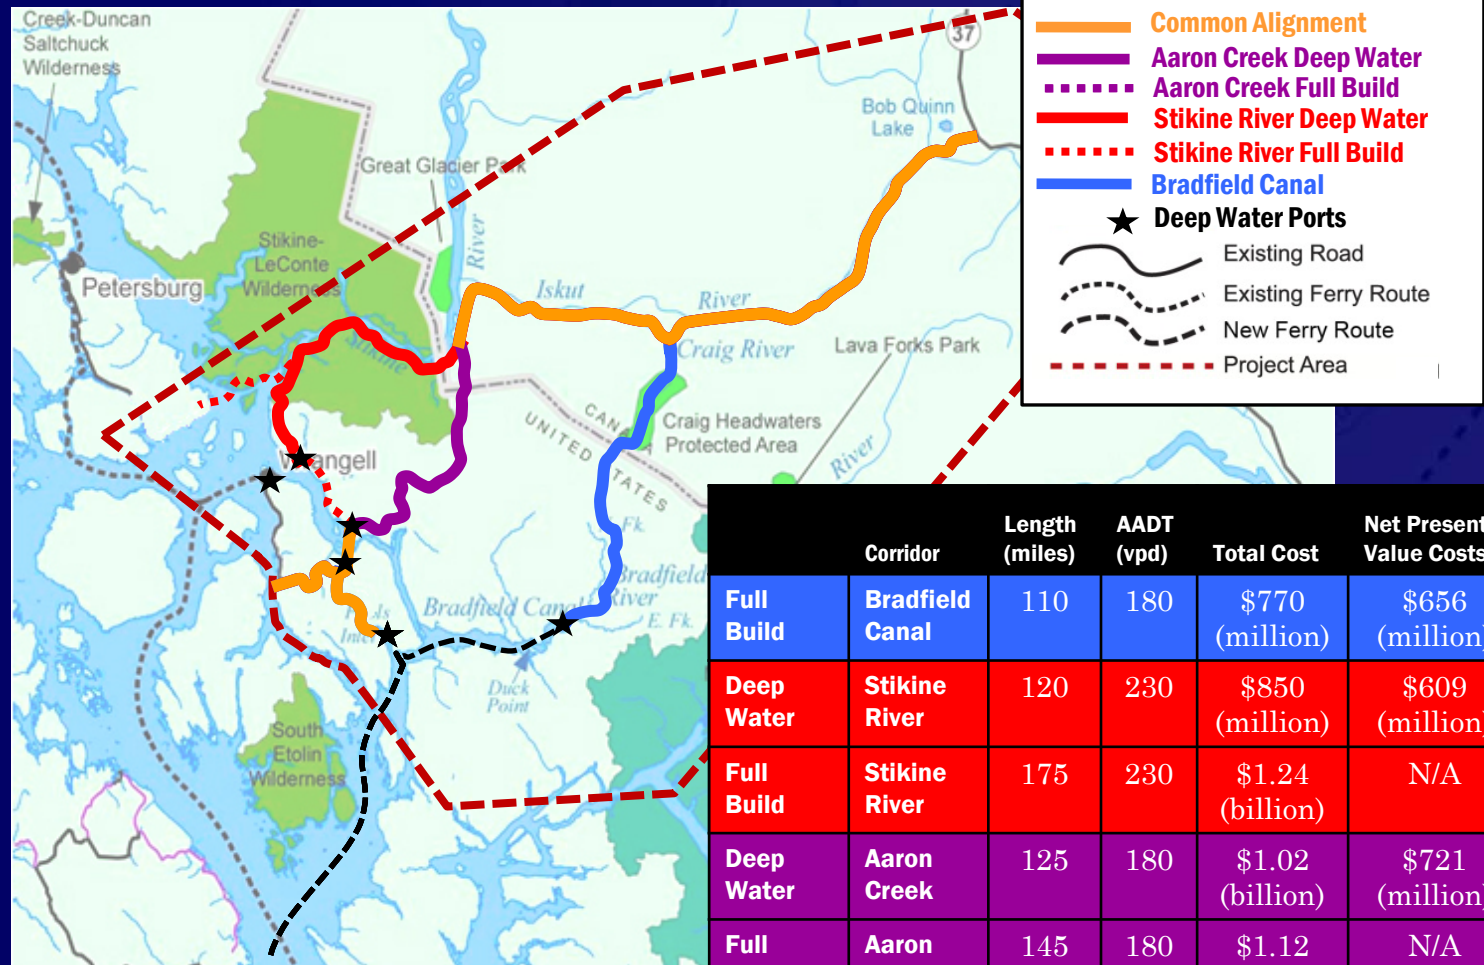 Creek-Duncan
Saltchuck
Wilderness
37
Bob Quinn
Lake
Great Glacier Park
Stikine-
LeConte
Wilderness
River
Petersburg
Iskut
River
Stikine
Craig River
Lava Forks Park
CANADA
UNITED STATES
Craig Headwaters
Protected Area
River
Wrangell
Fk.
Bradfield
River
E. Fk.
Bradfield Canal
Duck
Point
South
Etolin
Wilderness
Common Alignment
Aaron Creek Deep Water
Aaron Creek Full Build
Stikine River Deep Water
Stikine River Full Build
Bradfield Canal
Deep Water Ports
Existing Road
Existing Ferry Route
New Ferry Route
Project Area
Corridor Length (miles) AADT (vpd) Total Cost Net Present Value Costs
Full Build Bradfield Canal 110 180 $770 (million) $656 (million)
Deep Water Stikine River 120 230 $850 (million) $609 (million)
Full Build Stikine River 175 230 $1.24 (billion) N/A
Deep Water Aaron Creek 125 180 $1.02 (billion) $721 (million)
Full Aaron 145 180 $1.12 N/A